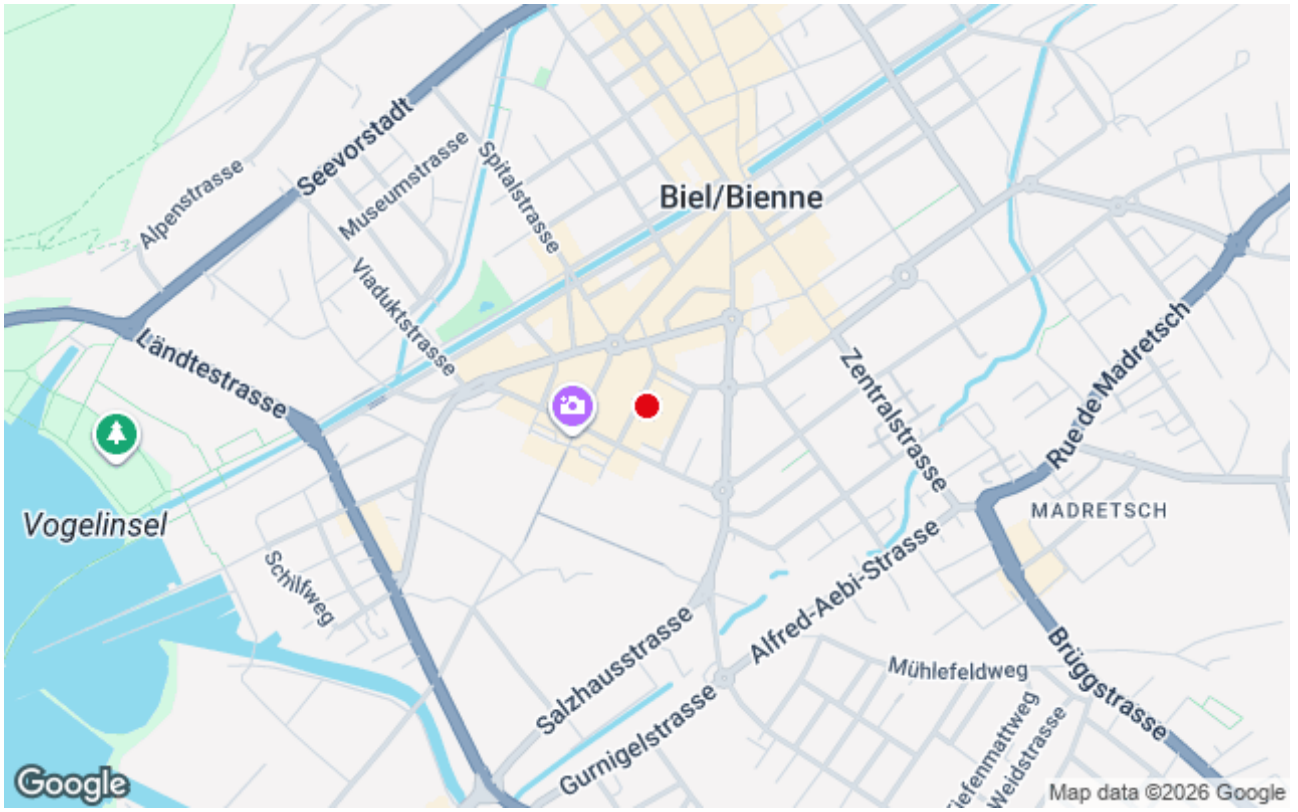 Seevorstadt
Museumstrasse
Spitalstrasse
Alpenstrasse
Biel/Bienne
Viaduktstrasse
Ländtestrasse
Zentralstrasse
Rue de Madretsch
Vogelinsel
MADRETSCH
Schilfweg
Alfred-Aebi-Strasse
Salzhausstrasse
Mühlefeldweg
Brüggstrasse
Gurnigelstrasse
Weidstrasse
Google
Map data ©2026 Google